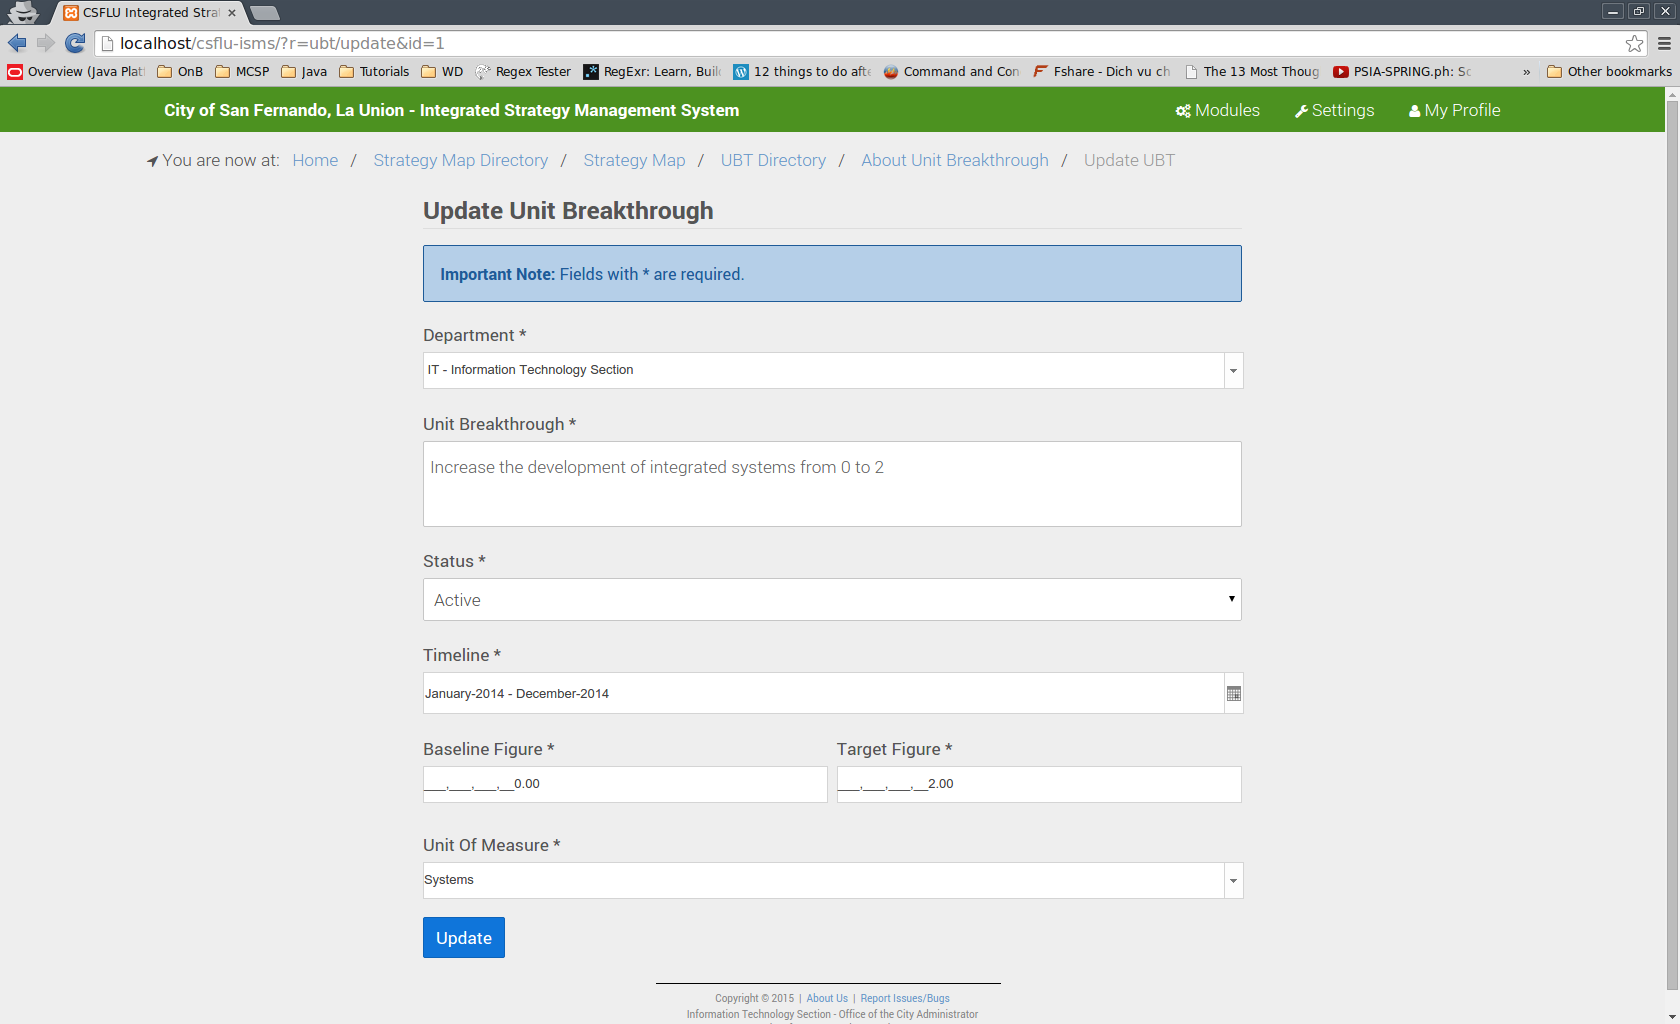 CSFLU Integrated Stra
localhost/csflu-isms/?r=ubt/update&id=1
Overview (Java Plat OnB MCSP Java Tutorials WD Regex Tester RegExr: Learn, Buil 12 things to do afte Command and Con Fshare - Dich vu ch The 13 Most Thoug PSIA-SPRING.ph: Sc » Other bookmarks
City of San Fernando, La Union - Integrated Strategy Management System Modules Settings My Profile
You are now at: Home / Strategy Map Directory / Strategy Map / UBT Directory / About Unit Breakthrough / Update UBT
Update Unit Breakthrough
Important Note: Fields with * are required.
Department *
IT - Information Technology Section
Unit Breakthrough *
Increase the development of integrated systems from 0 to 2
Status *
Active
Timeline *
January-2014 - December-2014
Baseline Figure * Target Figure *
___,___,___,__0.00 ___,___,___,__2.00
Unit Of Measure *
Systems
Update
Copyright © 2015 | About Us | Report Issues/Bugs
Information Technology Section - Office of the City Administrator